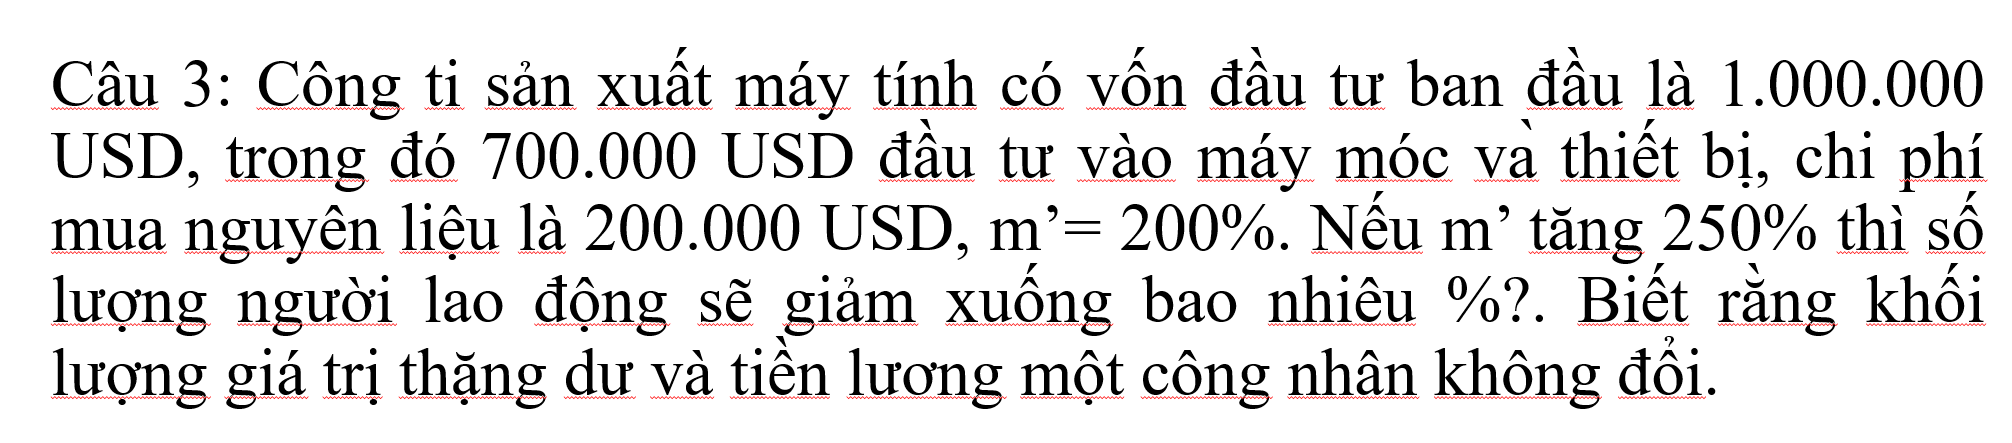 Câu 3: Công ti sản xuất máy tính có vốn đầu tư ban đầu là 1.000.000
USD, trong đó 700.000 USD đầu tư vào máy móc và thiết bị, chi phí
mua nguyên liệu là 200.000 USD, m’= 200%. Nếu m’ tăng 250% thì số
lượng người lao động sẽ giảm xuống bao nhiêu %?. Biết rằng khối
lượng giá trị thặng dư và tiền lương một công nhân không đổi.